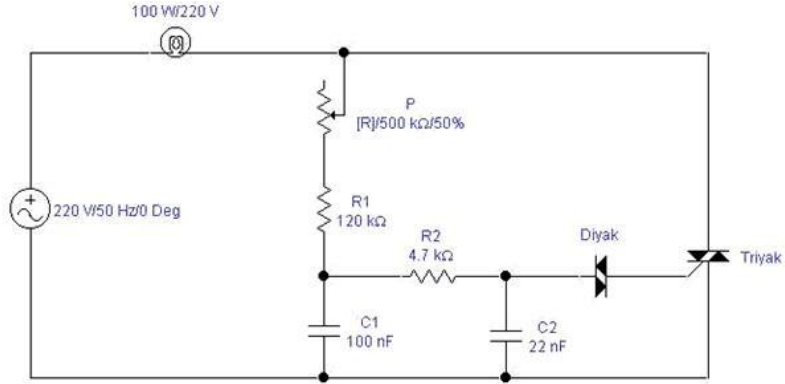 100 W/220 V
P
[R]/500 kΩ/50%
220 V/50 Hz/0 Deg
R1
120 kΩ
R2
4.7 kΩ
Diyak
Triyak
C1
100 nF
C2
22 nF